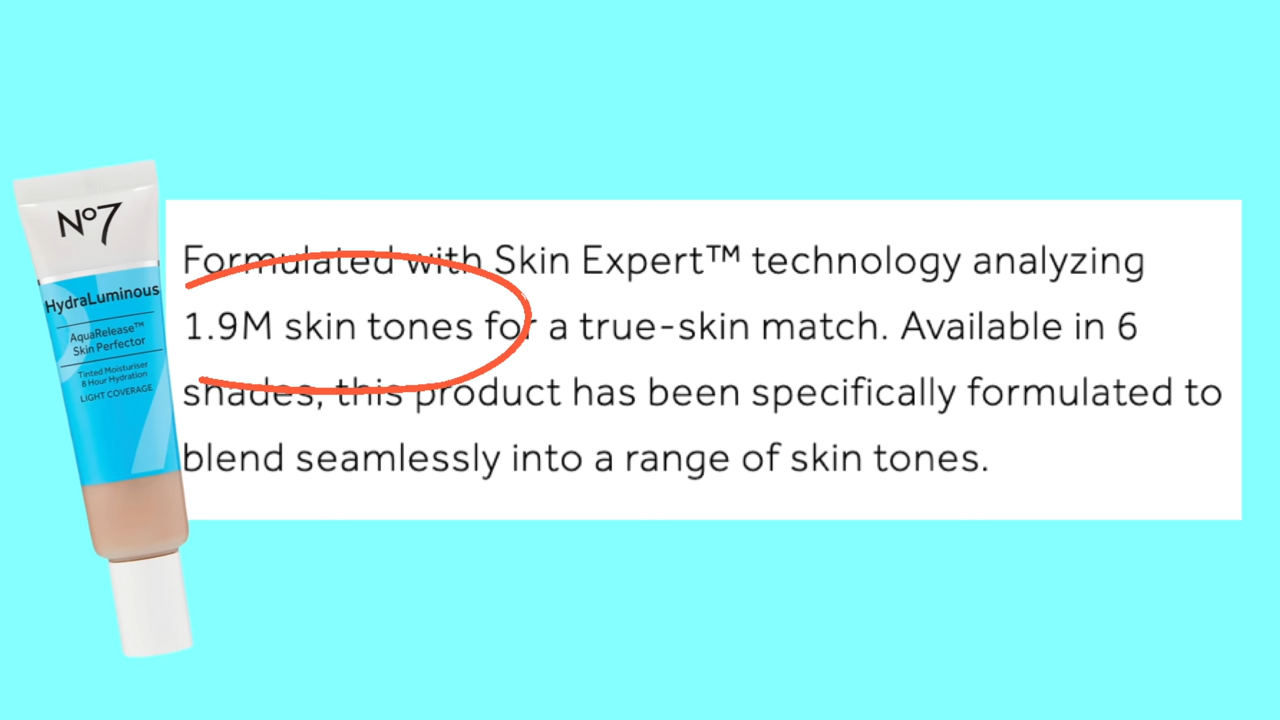 No7
HydraLuminous
AquaRelease™
Skin Perfector
Tinted Moisturiser
8 Hour Hydration
LIGHT COVERAGE
Formulated with Skin Expert™ technology analyzing
1.9M skin tones for a true-skin match. Available in 6
shades, this product has been specifically formulated to
blend seamlessly into a range of skin tones.